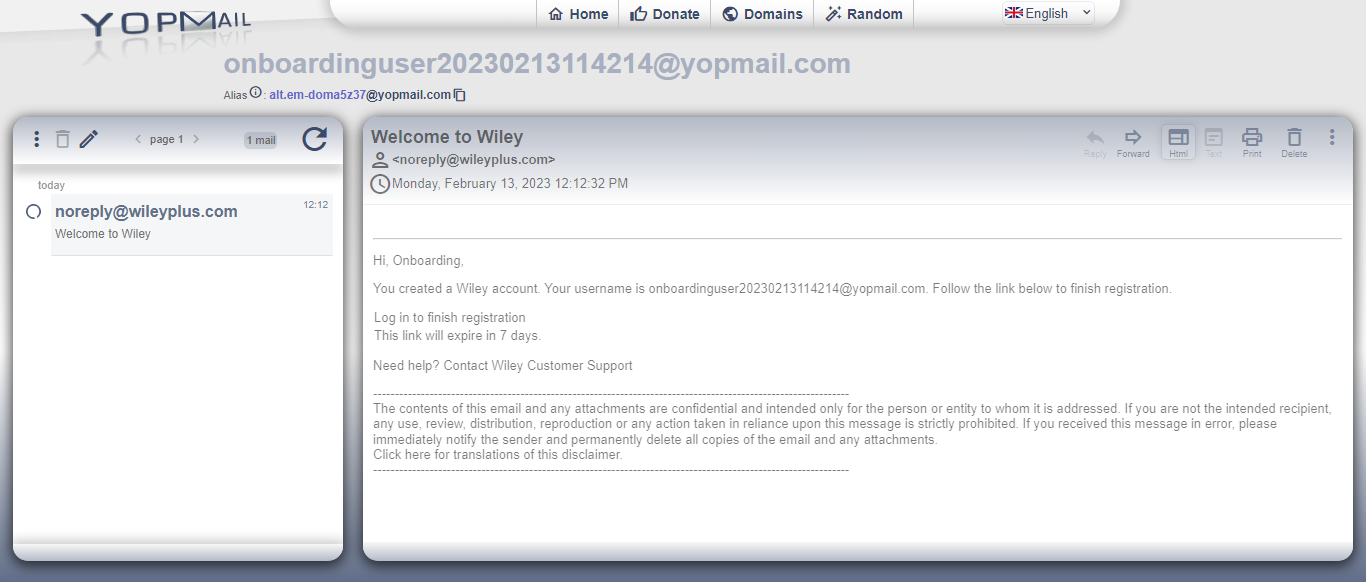 YOPMAIL
Home
Donate
Domains
Random
English
onboardinguser20230213114214@yopmail.com
Alias : alt.em-doma5z37@yopmail.com
page 1
1 mail
today
noreply@wileyplus.com
12:12
Welcome to Wiley
Welcome to Wiley
<noreply@wileyplus.com>
Monday, February 13, 2023 12:12:32 PM
Reply
Forward
Html
Text
Print
Delete
Hi, Onboarding,
You created a Wiley account. Your username is onboardinguser20230213114214@yopmail.com. Follow the link below to finish registration.
Log in to finish registration
This link will expire in 7 days.
Need help? Contact Wiley Customer Support
--------------------------------------------------------------------------------------------------------------
The contents of this email and any attachments are confidential and intended only for the person or entity to whom it is addressed. If you are not the intended recipient,
any use, review, distribution, reproduction or any action taken in reliance upon this message is strictly prohibited. If you received this message in error, please
immediately notify the sender and permanently delete all copies of the email and any attachments.
Click here for translations of this disclaimer.
--------------------------------------------------------------------------------------------------------------